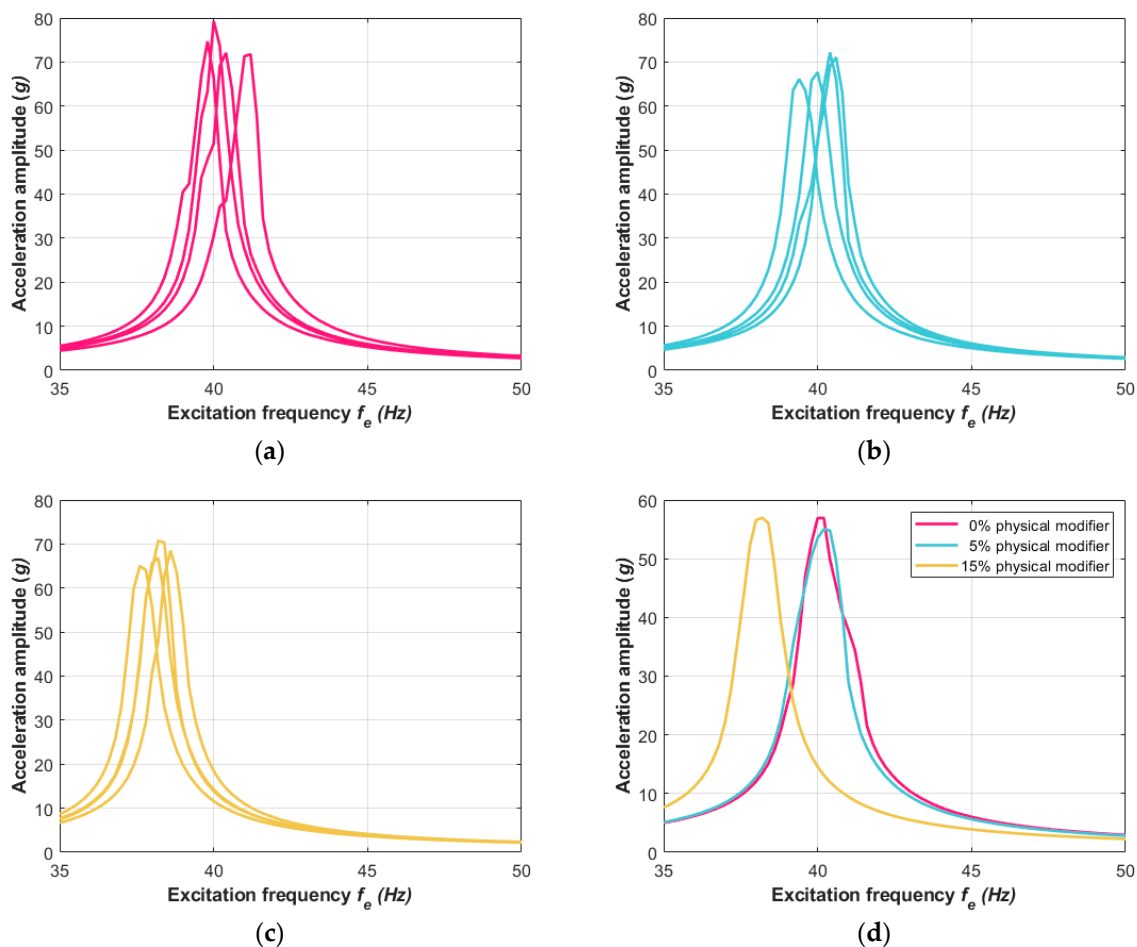 80
70
60
50
40
30
20
10
0
Acceleration amplitude (g)
35 40 45 50
Excitation frequency f_e (Hz)
(a)
80
70
60
50
40
30
20
10
0
Acceleration amplitude (g)
35 40 45 50
Excitation frequency f_e (Hz)
(b)
80
70
60
50
40
30
20
10
0
Acceleration amplitude (g)
35 40 45 50
Excitation frequency f_e (Hz)
(c)
60
50
40
30
20
10
0
Acceleration amplitude (g)
0% physical modifier
5% physical modifier
15% physical modifier
35 40 45 50
Excitation frequency f_e (Hz)
(d)